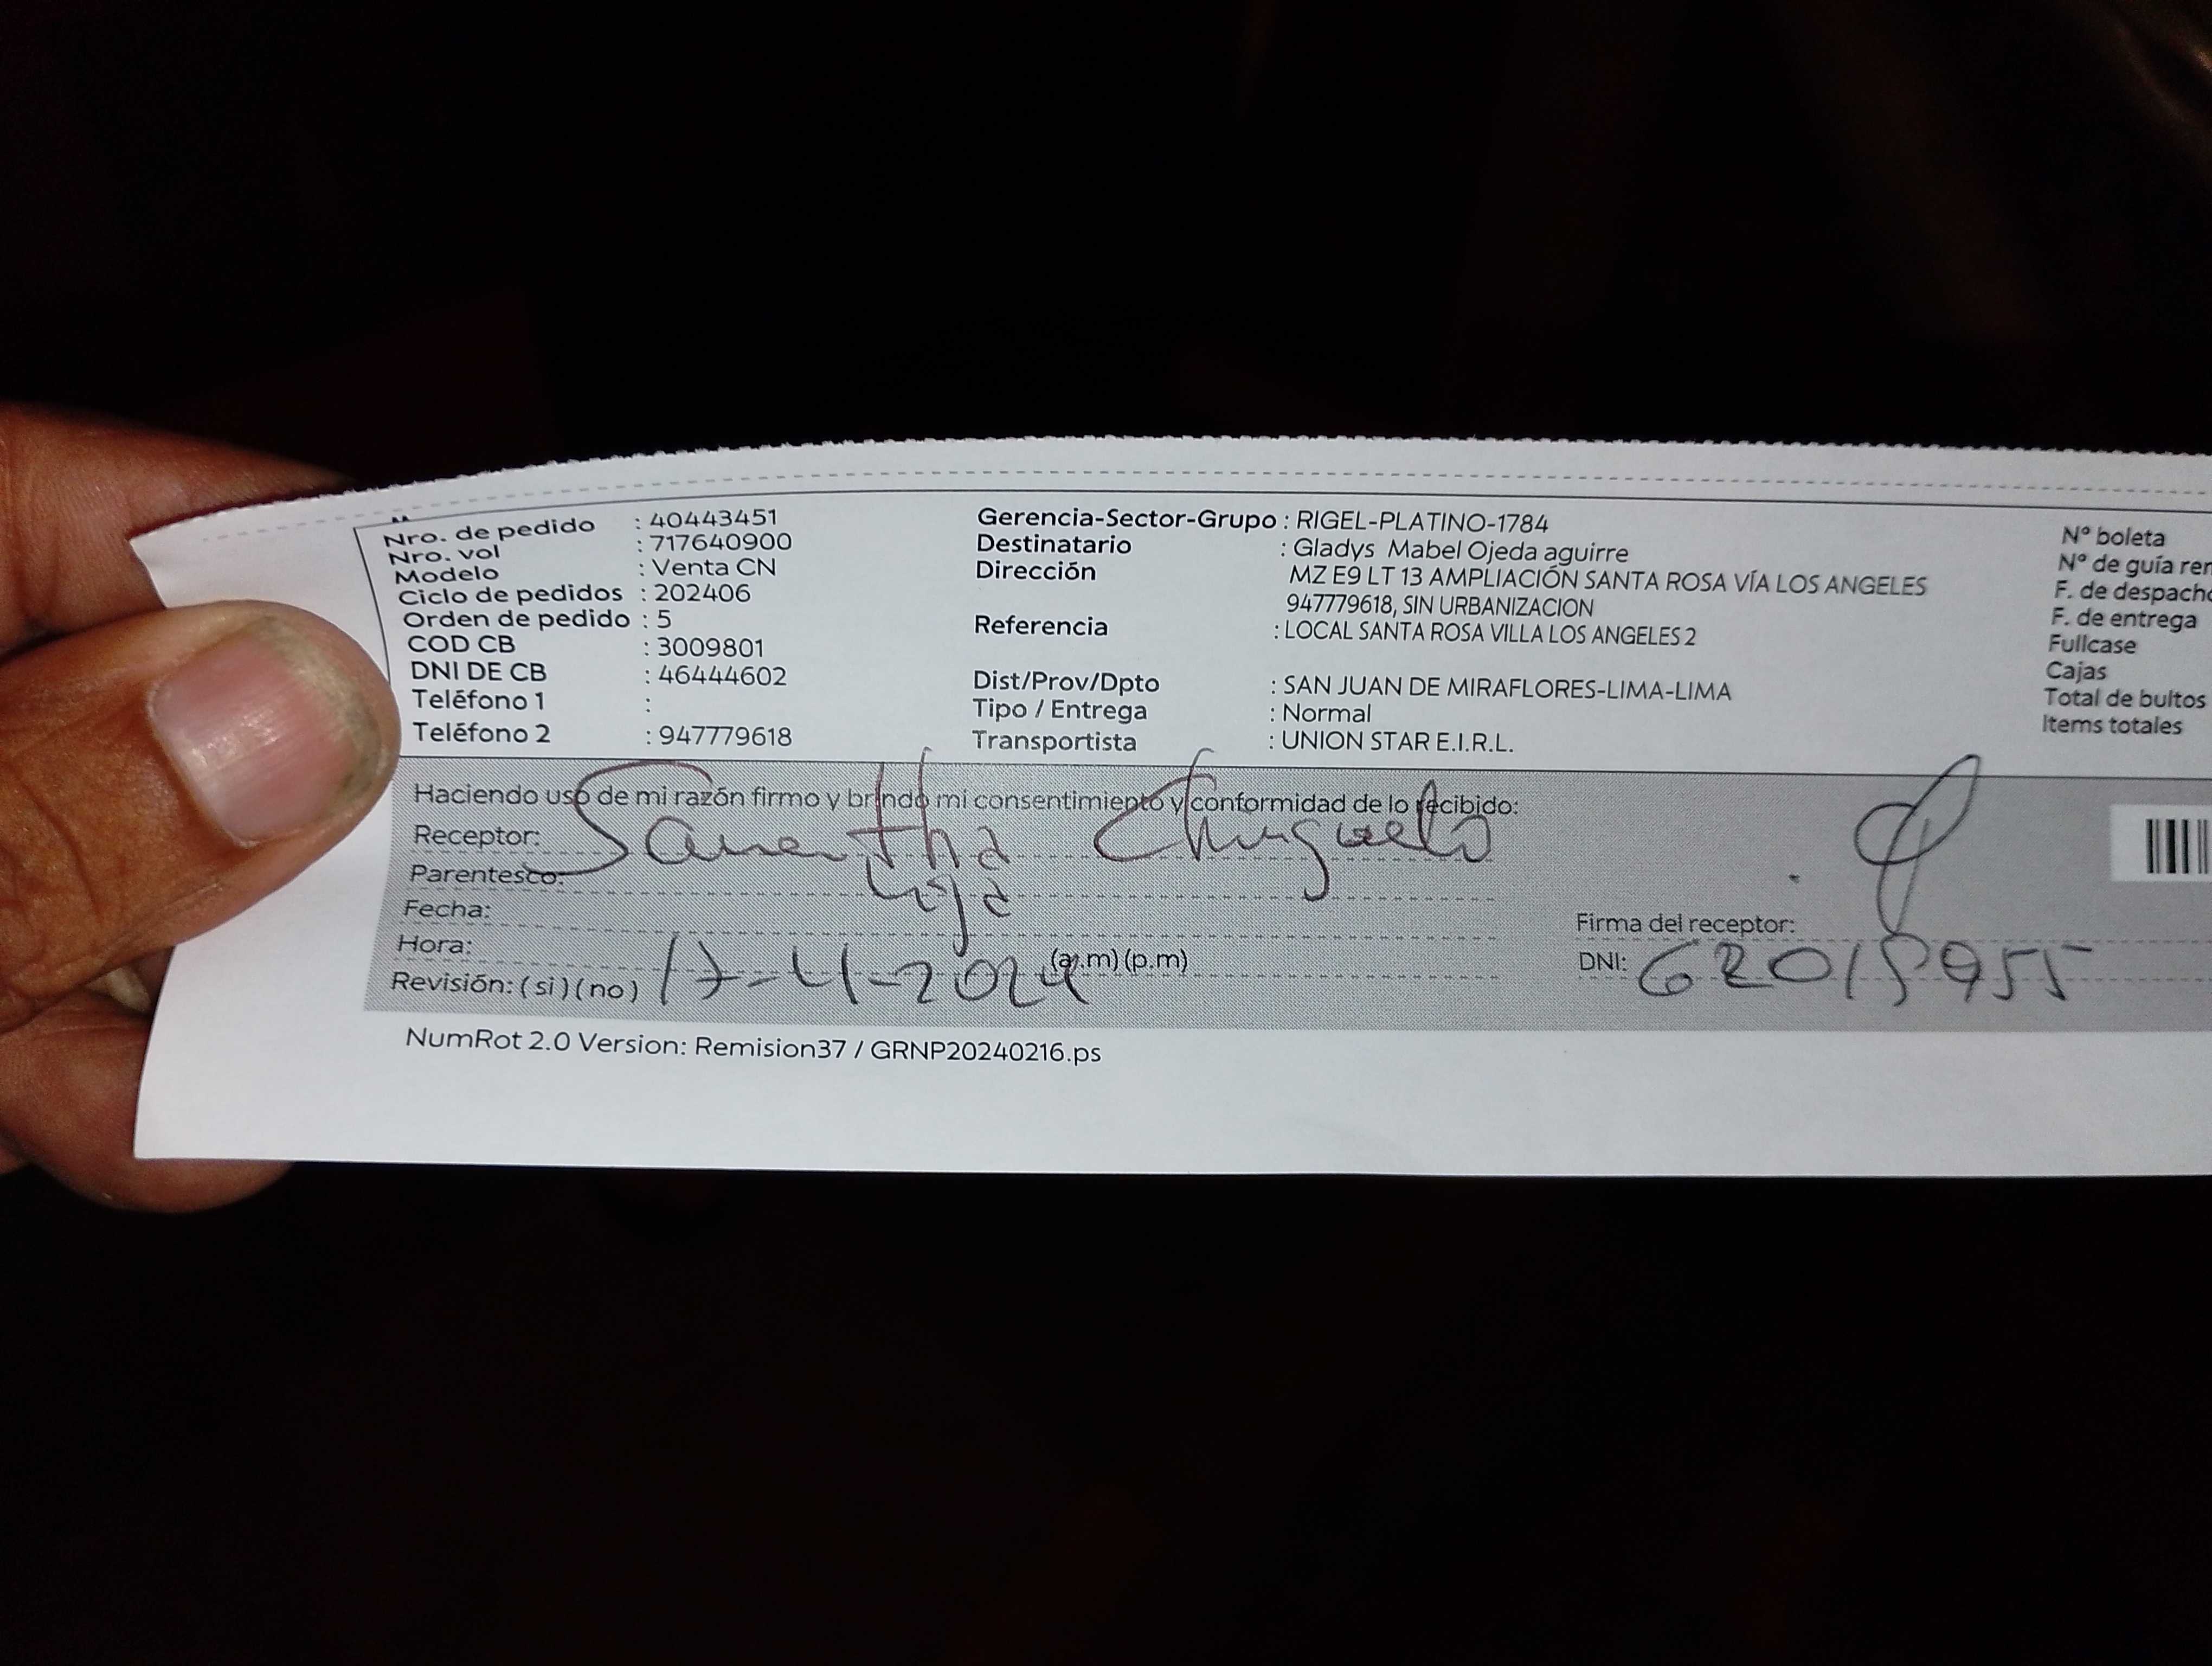 Nro. de pedido : 40443451
Nro. vol : 717640900
Modelo : Venta CN
Ciclo de pedidos : 202406
Orden de pedido : 5
COD CB : 3009801
DNI DE CB : 46444602
Teléfono 1 :
Teléfono 2 : 947779618
Gerencia-Sector-Grupo : RIGEL-PLATINO-1784
Destinatario : Gladys Mabel Ojeda aguirre
Dirección MZ E9 LT 13 AMPLIACIÓN SANTA ROSA VÍA LOS ANGELES
947779618, SIN URBANIZACION
Referencia : LOCAL SANTA ROSA VILLA LOS ANGELES 2
Dist/Prov/Dpto : SAN JUAN DE MIRAFLORES-LIMA-LIMA
Tipo / Entrega : Normal
Transportista : UNION STAR E.I.R.L.
Nº boleta
Nº de guía rem
F. de despacho
F. de entrega
Fullcase
Cajas
Total de bultos
Items totales
Haciendo uso de mi razón firmo y brindo mi consentimiento y conformidad de lo recibido:
Receptor: Samantha
Parentesco: hija
Fecha:
Hora: (a.m) (p.m)
Revisión: (si) (no) 17-4-2024
Firma del receptor:
DNI: 62015955
NumRot 2.0 Version: Remision37 / GRNP20240216.ps